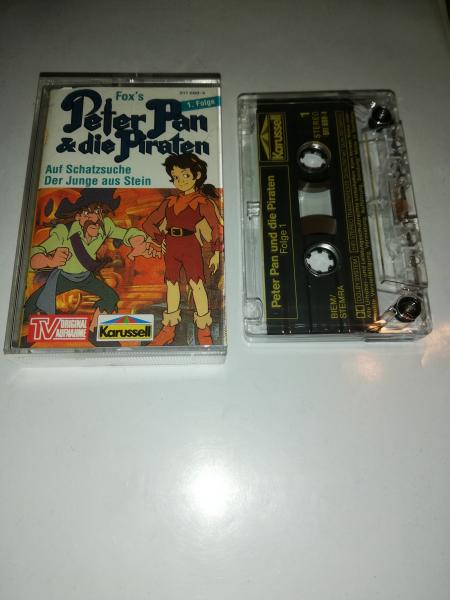 Fox's
1. Folge
Peter Pan
& die Piraten
Auf Schatzsuche
Der Junge aus Stein
TV ORIGINAL
AUFNAHME
Karussell
Karussell
1
STEREO
Peter Pan und die Piraten
Folge 1
BIEM/
STEMRA